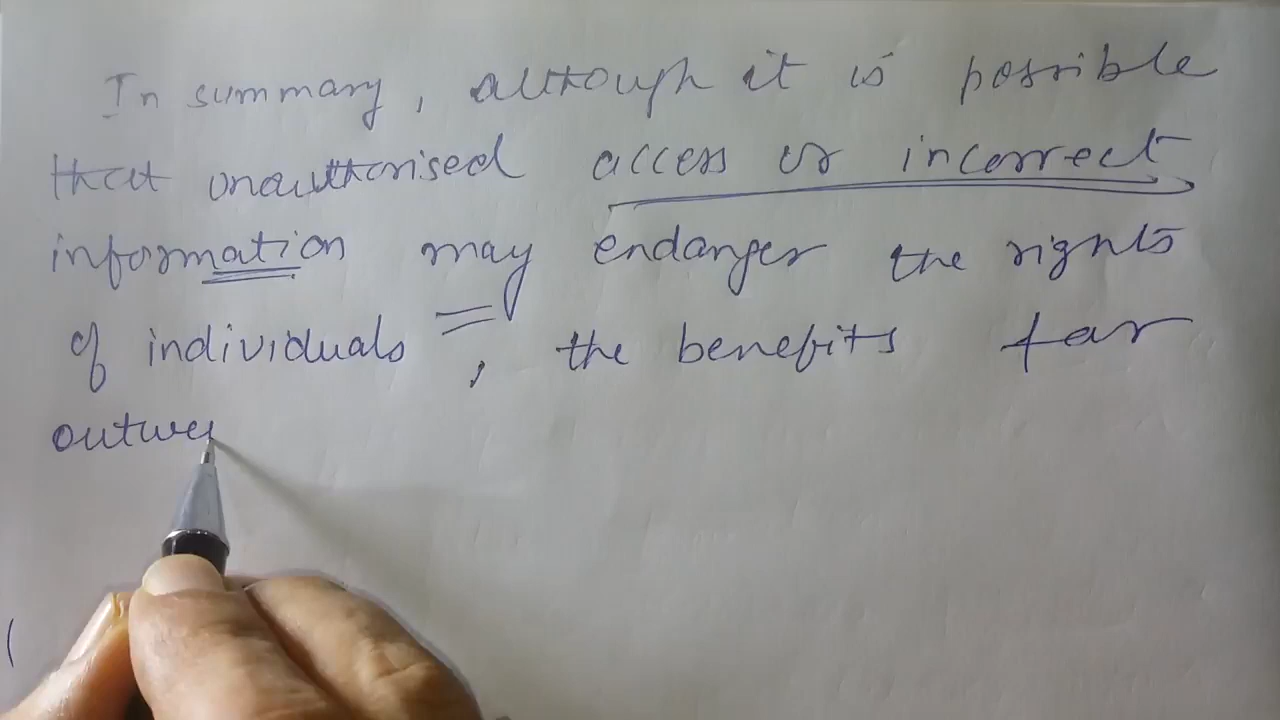 In summary, although it is possible
that unauthorised access or incorrect
information may endanger the rights
of individuals, the benefits far
outwe